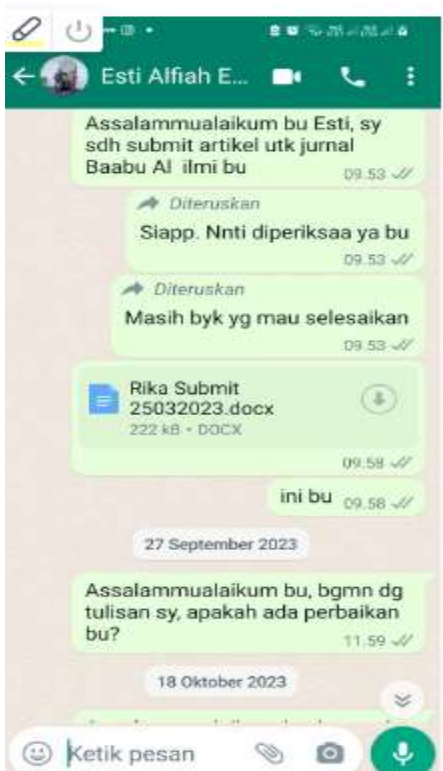 Esti Alfiah E...
Assalammualaikum bu Esti, sy
sdh submit artikel utk jurnal
Baabu Al ilmi bu
09.53
Diteruskan
Siapp. Nnti diperiksaa ya bu
09.53
Diteruskan
Masih byk yg mau selesaikan
09.53
Rika Submit
25032023.docx
222 kB • DOCX
09.58
ini bu 09.58
27 September 2023
Assalammualaikum bu, bgmn dg
tulisan sy, apakah ada perbaikan
bu?
11.59
18 Oktober 2023
Ketik pesan